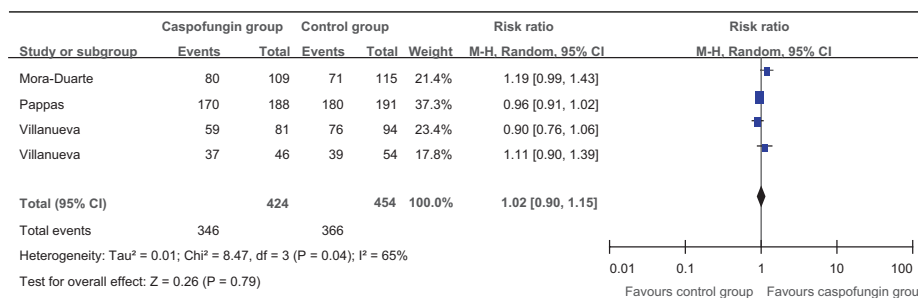 Caspofungin group Control group Risk ratio Risk ratio
Study or subgroup Events Total Events Total Weight M-H, Random, 95% CI M-H, Random, 95% CI
Mora-Duarte 80 109 71 115 21.4% 1.19 [0.99, 1.43]
Pappas 170 188 180 191 37.3% 0.96 [0.91, 1.02]
Villanueva 59 81 76 94 23.4% 0.90 [0.76, 1.06]
Villanueva 37 46 39 54 17.8% 1.11 [0.90, 1.39]
Total (95% CI) 424 454 100.0% 1.02 [0.90, 1.15]
Total events 346 366
Heterogeneity: Tau² = 0.01; Chi² = 8.47, df = 3 (P = 0.04); I² = 65%
Test for overall effect: Z = 0.26 (P = 0.79)
0.01 0.1 1 10 100
Favours control group Favours caspofungin grou